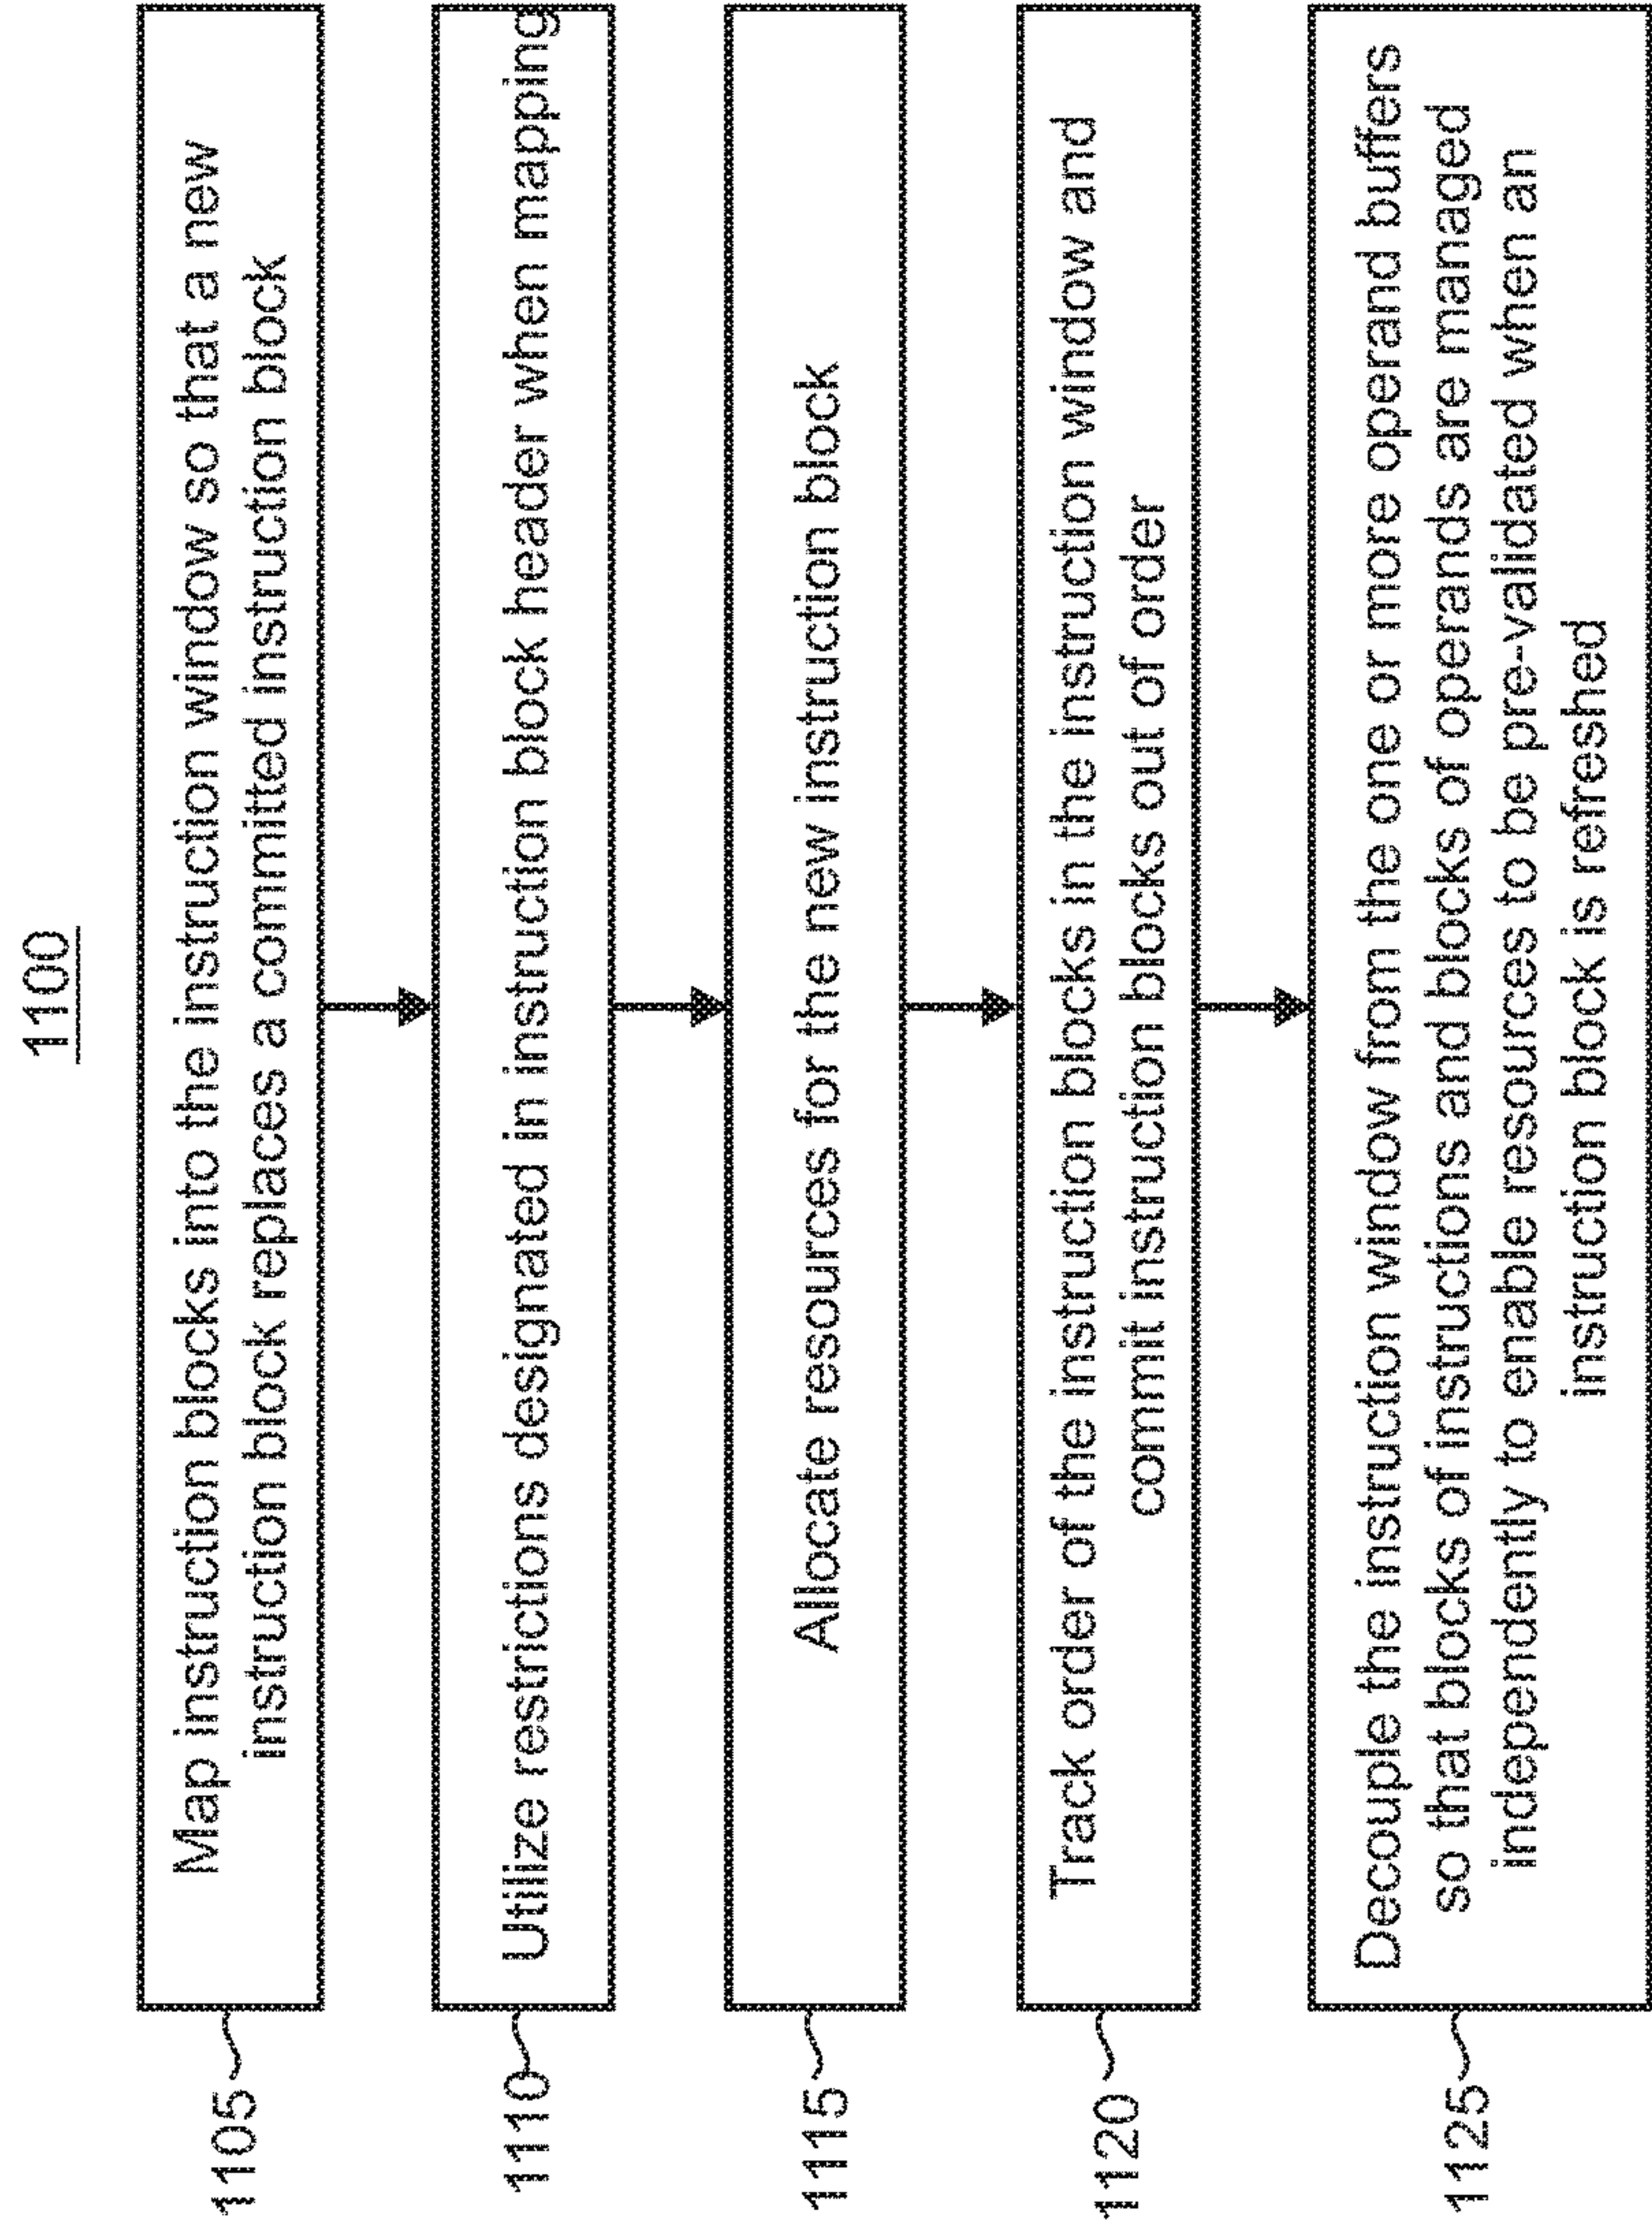 1100
1105
Map instruction blocks into the instruction window so that a new
instruction block replaces a committed instruction block
1110
Utilize restrictions designated in instruction block header when mapping
1115
Allocate resources for the new instruction block
1120
Track order of the instruction blocks in the instruction window and
commit instruction blocks out of order
1125
Decouple the instruction window from the one or more operand buffers
so that blocks of instructions and blocks of operands are managed
independently to enable resources to be pre-validated when an
instruction block is refreshed